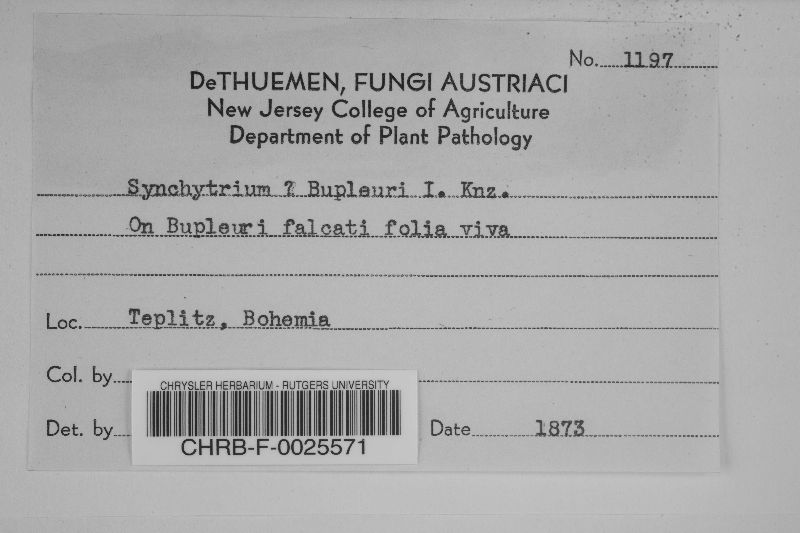 No. 1197
DeTHUEMEN, FUNGI AUSTRIACI
New Jersey College of Agriculture
Department of Plant Pathology
Synchytrium ? Bupleuri I. Knz.
On Bupleuri falcati folia viva
Loc. Teplitz, Bohemia
Col. by
CHRYSLER HERBARIUM - RUTGERS UNIVERSITY
Det. by
CHRB-F-0025571
Date 1873